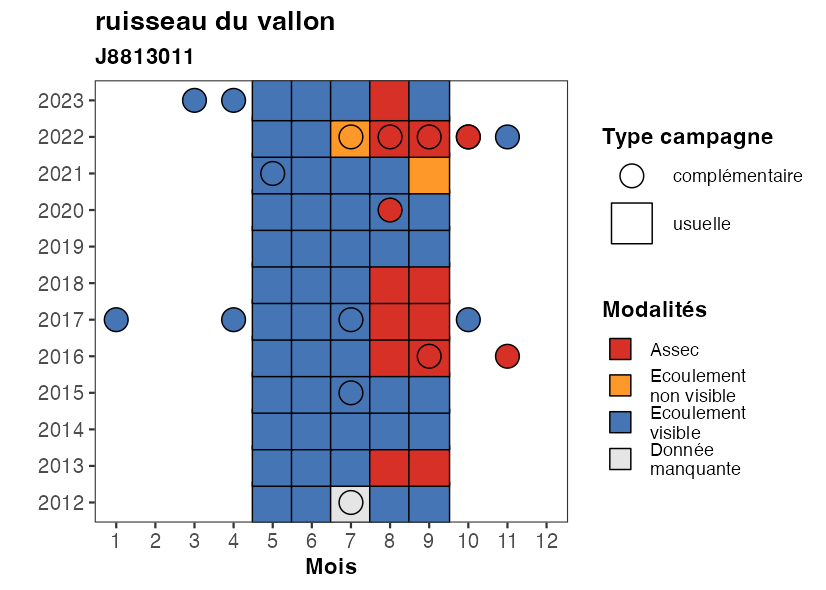 ruisseau du vallon
J8813011
2023
2022
2021
2020
2019
2018
2017
2016
2015
2014
2013
2012
1 2 3 4 5 6 7 8 9 10 11 12
Mois
Type campagne
complémentaire
usuelle
Modalités
Assec
Ecoulement
non visible
Ecoulement
visible
Donnée
manquante